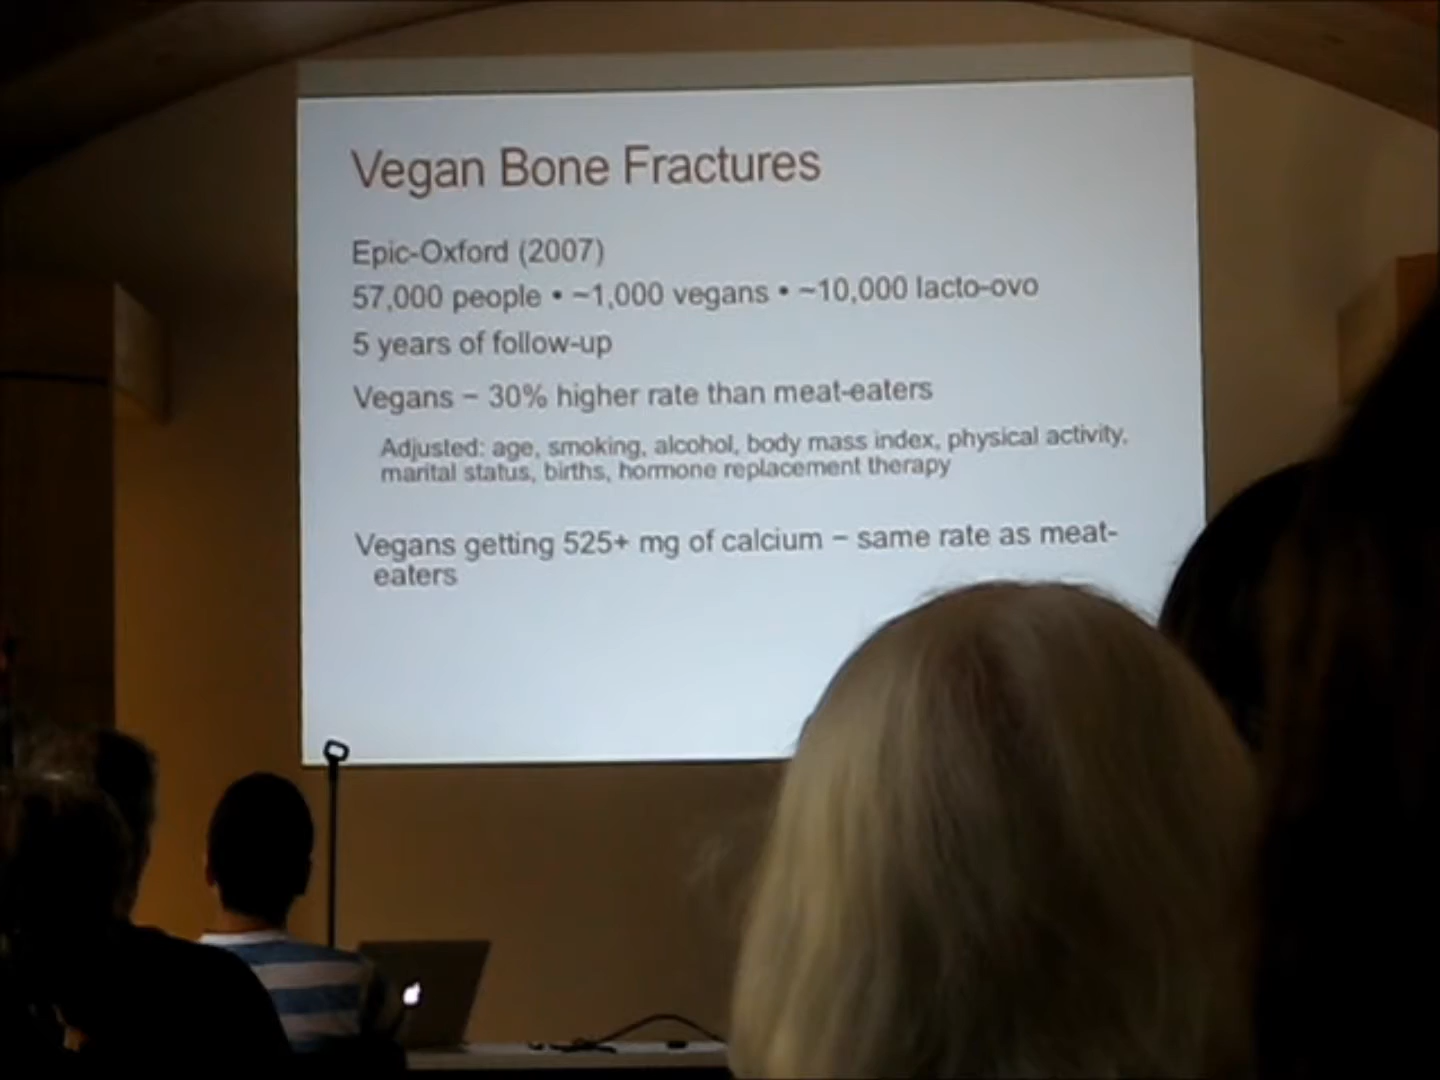 Vegan Bone Fractures
Epic-Oxford (2007)
57,000 people • ~1,000 vegans • ~10,000 lacto-ovo
5 years of follow-up
Vegans – 30% higher rate than meat-eaters
Adjusted: age, smoking, alcohol, body mass index, physical activity,
marital status, births, hormone replacement therapy
Vegans getting 525+ mg of calcium – same rate as meat-
eaters